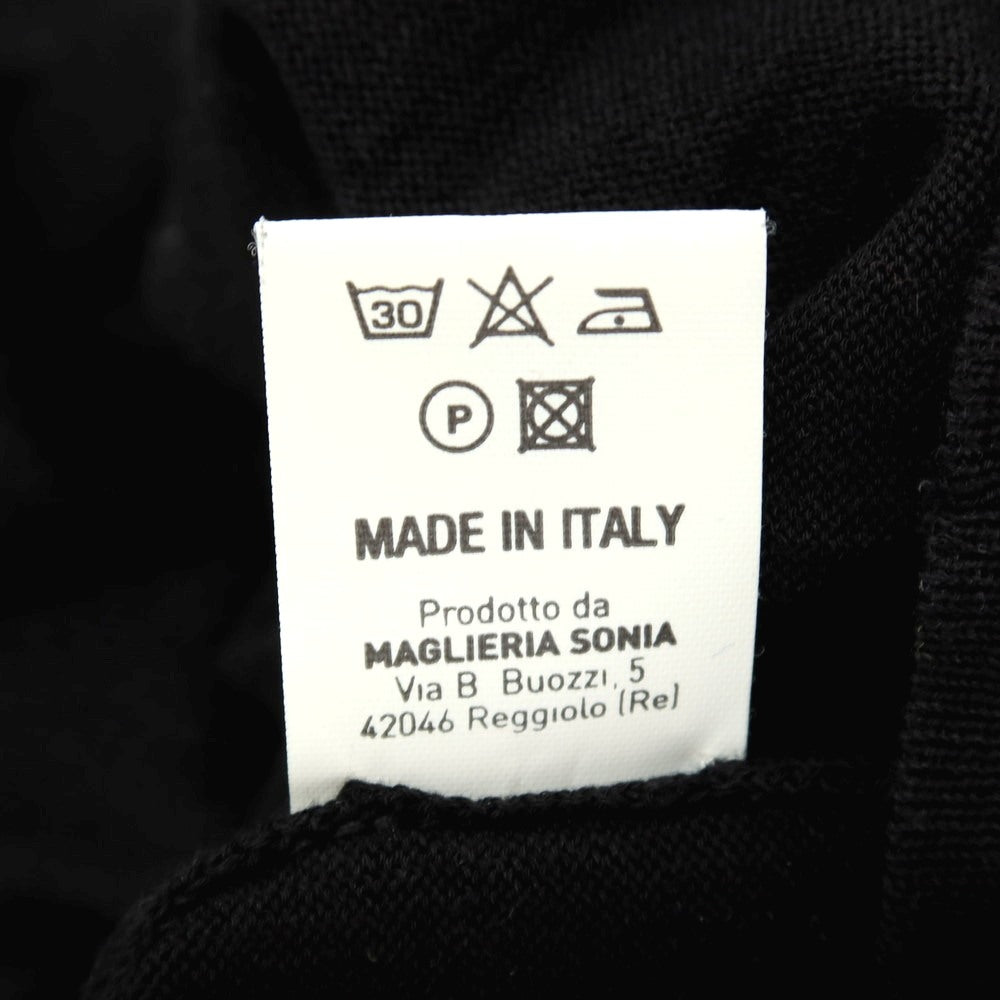 30
P
MADE IN ITALY
Prodotto da
MAGLIERIA SONIA
Via B Buozzi, 5
42046 Reggiolo (Re)